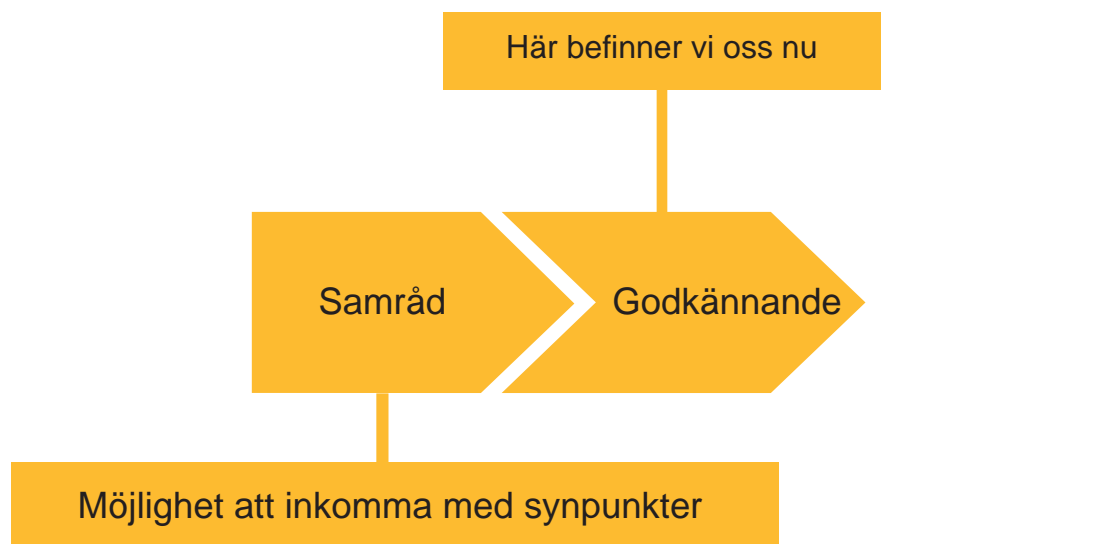 Här befinner vi oss nu
Samråd
Godkännande
Möjlighet att inkomma med synpunkter